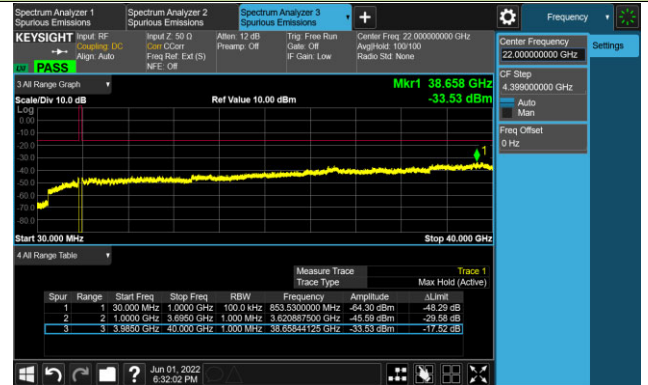 Spectrum Analyzer 1
Spurious Emissions
Spectrum Analyzer 2
Spurious Emissions
Spectrum Analyzer 3
Spurious Emissions
Frequency
KEYSIGHT
Input: RF
Coupling: DC
Align: Auto
Input Z: 50 Ω
Corr CCorr
Freq Ref: Ext (S)
NFE: Off
Atten: 12 dB
Preamp: Off
Trig: Free Run
Gate: Off
IF Gain: Low
Center Freq: 22.000000000 GHz
Avg|Hold: 100/100
Radio Std: None
PASS
Center Frequency
22.000000000 GHz
Settings
CF Step
4.399000000 GHz
Auto
Man
Freq Offset
0 Hz
3 All Range Graph
Mkr1 38.658 GHz
-33.53 dBm
Scale/Div 10.0 dB
Ref Value 10.00 dBm
Log
0.00
-10.0
-20.0
-30.0
-40.0
-50.0
-60.0
-70.0
-80.0
1
Start 30.000 MHz
Stop 40.000 GHz
4 All Range Table
Measure Trace Trace 1
Trace Type Max Hold (Active)
Spur Range Start Freq Stop Freq RBW Frequency Amplitude ΔLimit
1 1 30.000 MHz 1.0000 GHz 100.0 kHz 853.5300000 MHz -64.30 dBm -48.29 dB
2 2 1.0000 GHz 3.6950 GHz 1.000 MHz 3.620887500 GHz -45.59 dBm -29.58 dB
3 3 3.9850 GHz 40.000 GHz 1.000 MHz 38.65844125 GHz -33.53 dBm -17.52 dB
Jun 01, 2022
6:32:02 PM